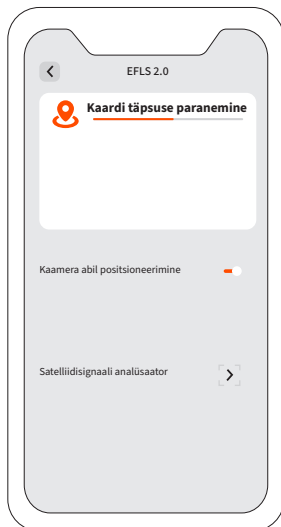 EFLS 2.0
Kaardi täpsuse paranemine
Kaamera abil positsioneerimine
Satelliidisignaali analüsaator